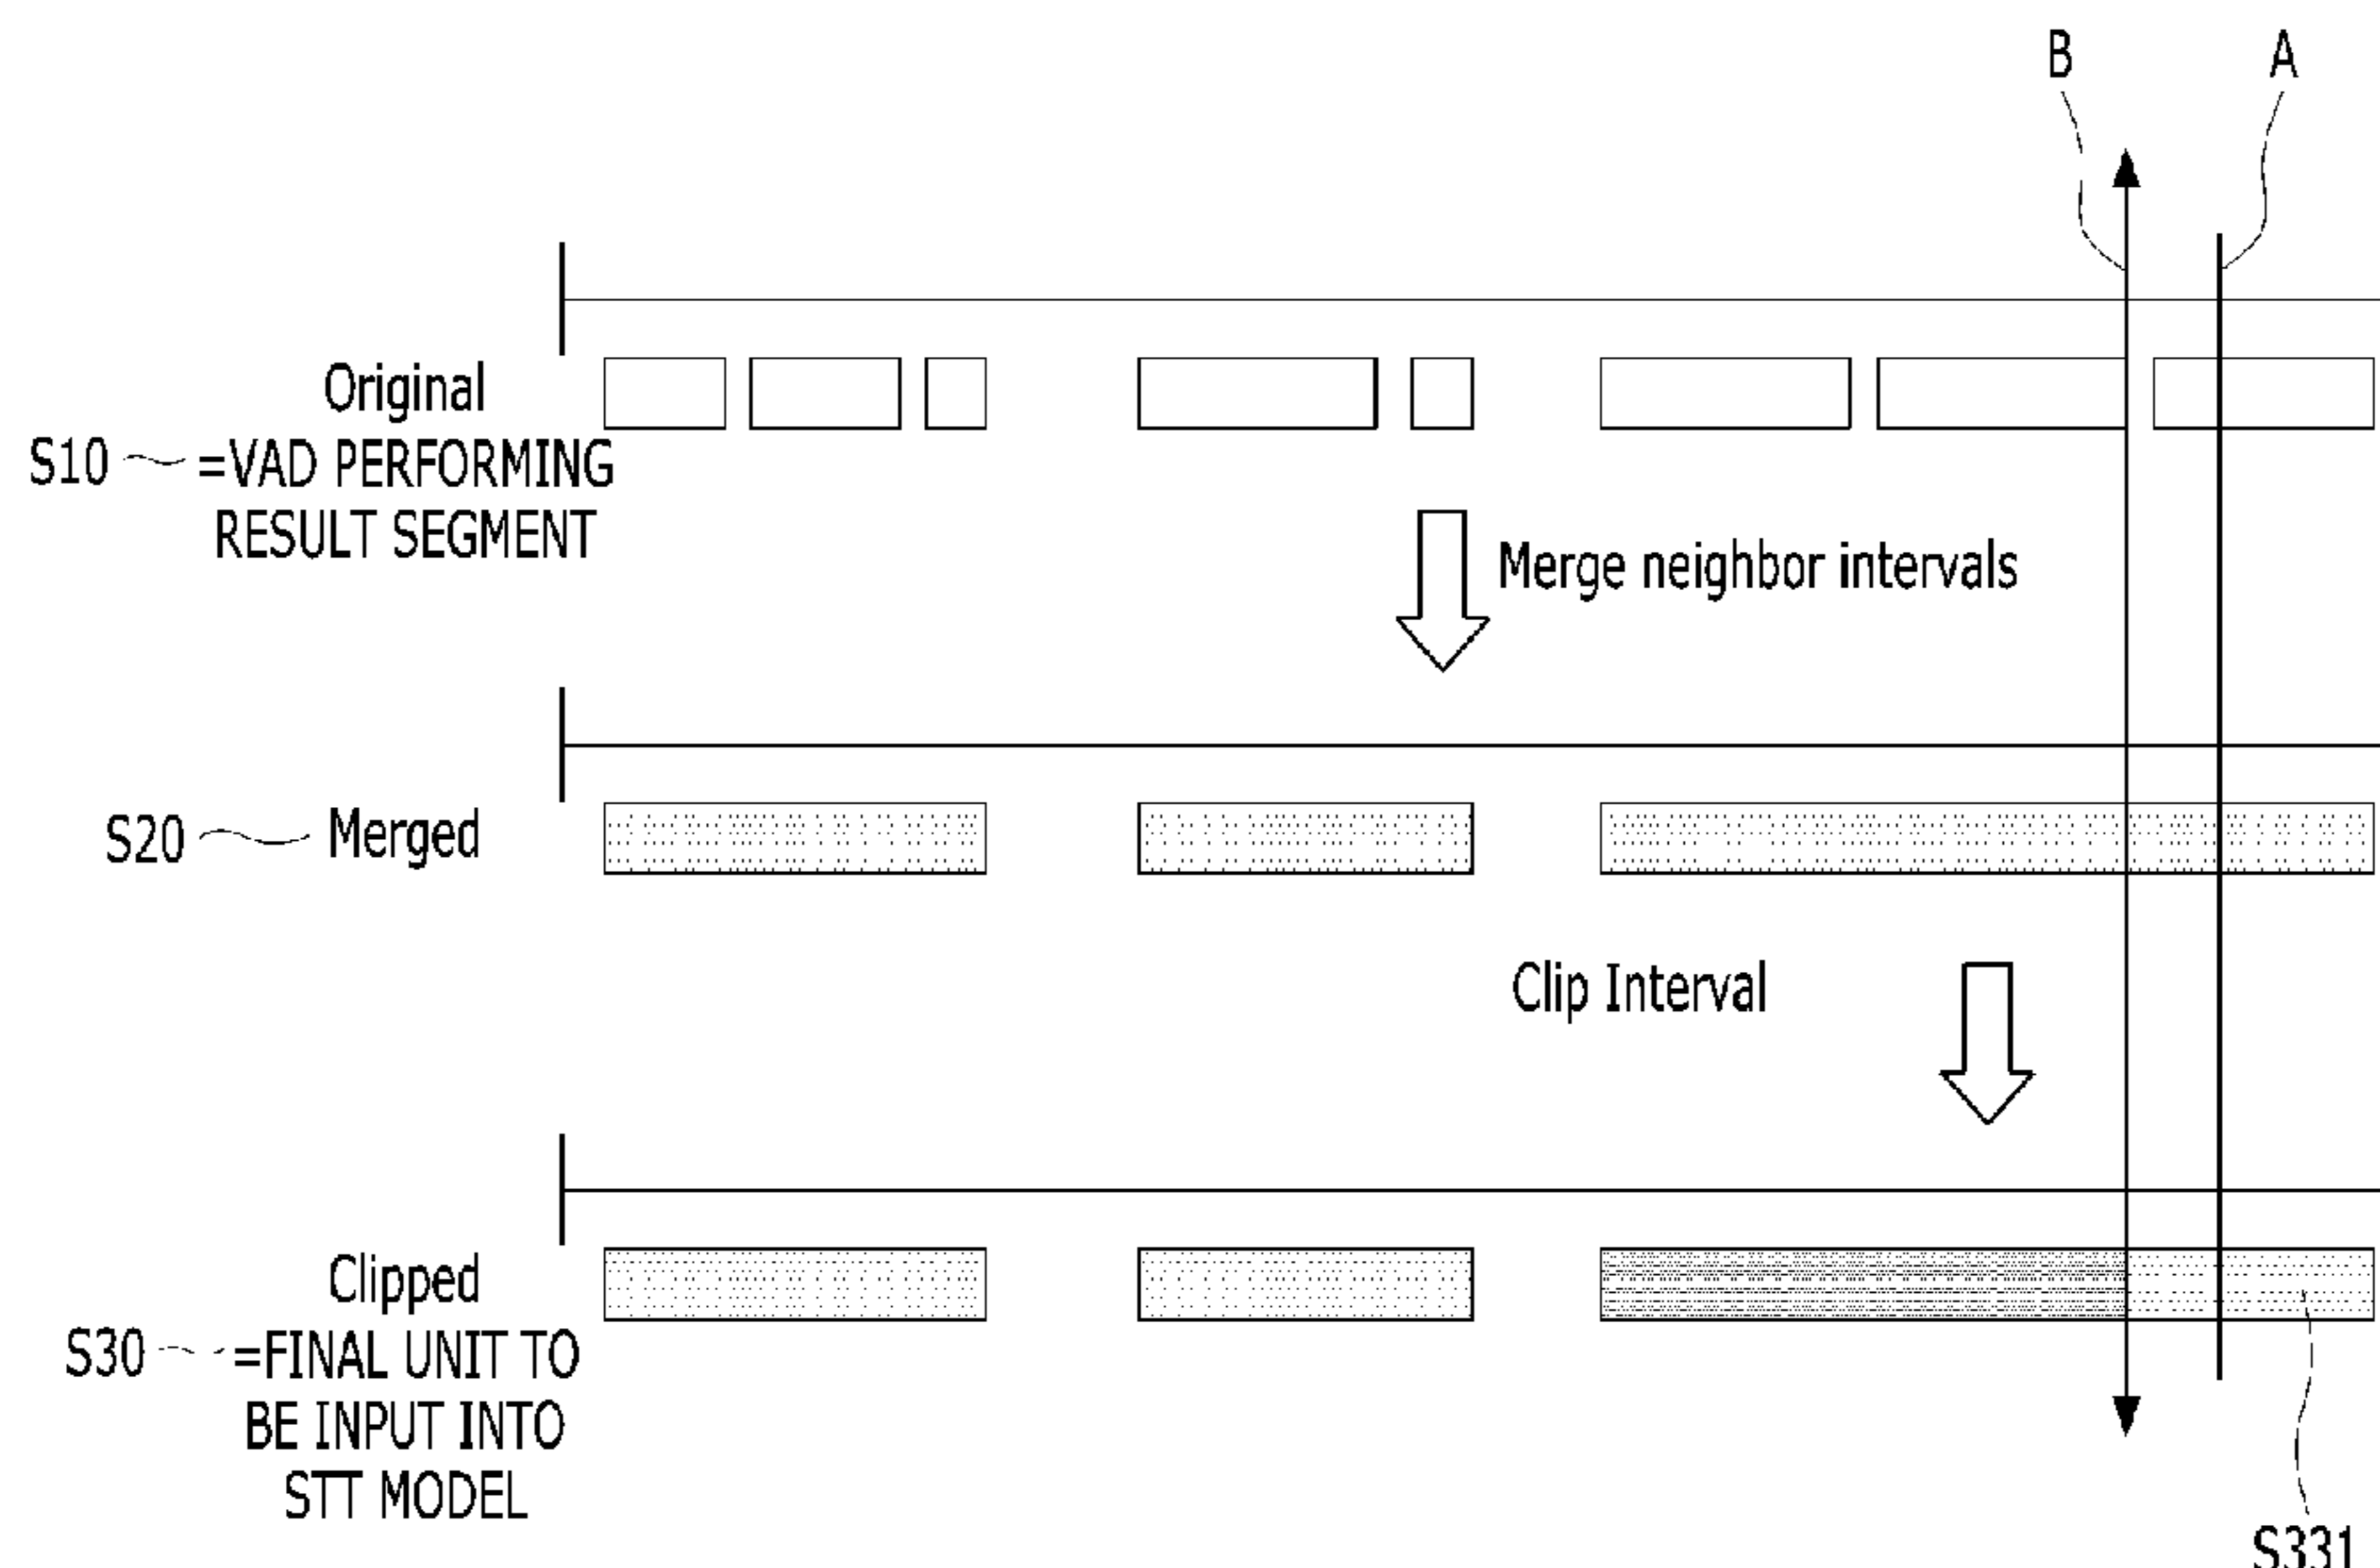 B
A
Original
S10
=VAD PERFORMING
RESULT SEGMENT
Merge neighbor intervals
S20
Merged
Clip Interval
Clipped
S30
=FINAL UNIT TO
BE INPUT INTO
STT MODEL
S331